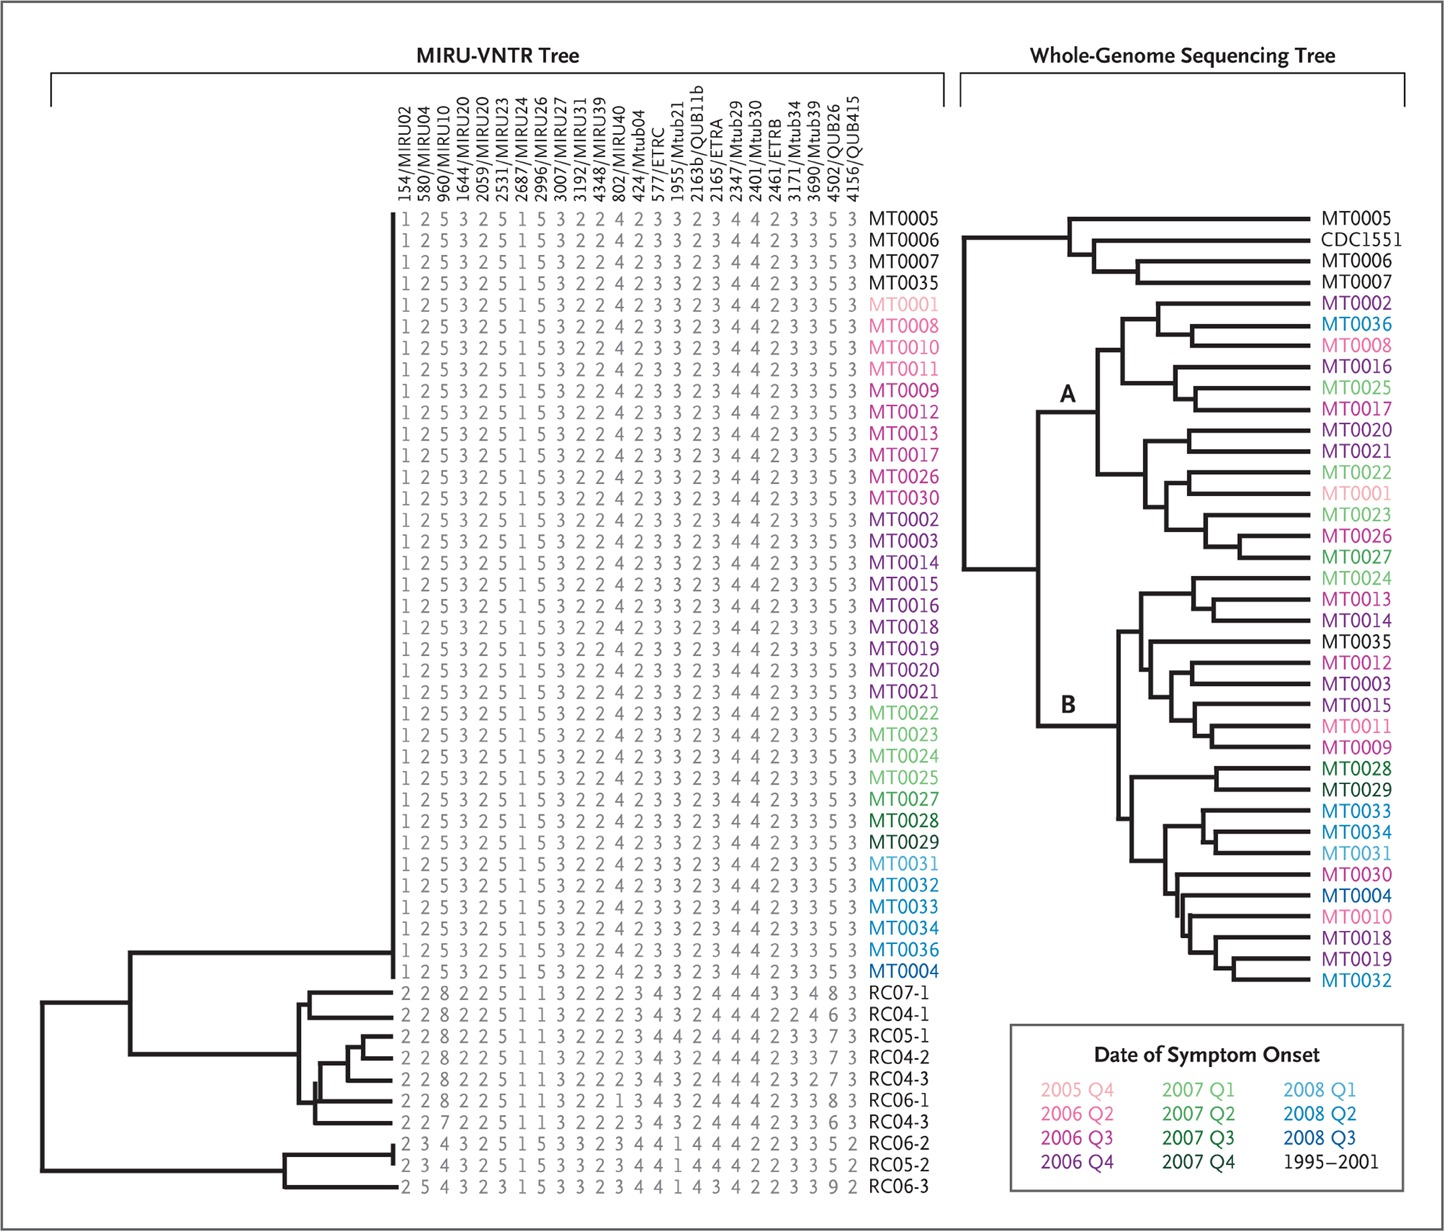 MIRU-VNTR Tree
154/MIRU02
580/MIRU04
960/MIRU10
1644/MIRU20
2059/MIRU20
2531/MIRU23
2687/MIRU24
2996/MIRU26
3007/MIRU27
3192/MIRU31
4348/MIRU39
802/MIRU40
424/Mtub04
577/ETRC
1955/Mtub21
2163b/QUB11b
2165/ETRA
2347/Mtub29
2401/Mtub30
2461/ETRB
3171/Mtub34
3690/Mtub39
4502/QUB26
4156/QUB415
1 2 5 3 2 5 1 5 3 2 2 4 2 3 3 2 3 4 4 2 3 3 5 3 MT0005
1 2 5 3 2 5 1 5 3 2 2 4 2 3 3 2 3 4 4 2 3 3 5 3 MT0006
1 2 5 3 2 5 1 5 3 2 2 4 2 3 3 2 3 4 4 2 3 3 5 3 MT0007
1 2 5 3 2 5 1 5 3 2 2 4 2 3 3 2 3 4 4 2 3 3 5 3 MT0035
1 2 5 3 2 5 1 5 3 2 2 4 2 3 3 2 3 4 4 2 3 3 5 3 MT0001
1 2 5 3 2 5 1 5 3 2 2 4 2 3 3 2 3 4 4 2 3 3 5 3 MT0008
1 2 5 3 2 5 1 5 3 2 2 4 2 3 3 2 3 4 4 2 3 3 5 3 MT0010
1 2 5 3 2 5 1 5 3 2 2 4 2 3 3 2 3 4 4 2 3 3 5 3 MT0011
1 2 5 3 2 5 1 5 3 2 2 4 2 3 3 2 3 4 4 2 3 3 5 3 MT0009
1 2 5 3 2 5 1 5 3 2 2 4 2 3 3 2 3 4 4 2 3 3 5 3 MT0012
1 2 5 3 2 5 1 5 3 2 2 4 2 3 3 2 3 4 4 2 3 3 5 3 MT0013
1 2 5 3 2 5 1 5 3 2 2 4 2 3 3 2 3 4 4 2 3 3 5 3 MT0017
1 2 5 3 2 5 1 5 3 2 2 4 2 3 3 2 3 4 4 2 3 3 5 3 MT0026
1 2 5 3 2 5 1 5 3 2 2 4 2 3 3 2 3 4 4 2 3 3 5 3 MT0030
1 2 5 3 2 5 1 5 3 2 2 4 2 3 3 2 3 4 4 2 3 3 5 3 MT0002
1 2 5 3 2 5 1 5 3 2 2 4 2 3 3 2 3 4 4 2 3 3 5 3 MT0003
1 2 5 3 2 5 1 5 3 2 2 4 2 3 3 2 3 4 4 2 3 3 5 3 MT0014
1 2 5 3 2 5 1 5 3 2 2 4 2 3 3 2 3 4 4 2 3 3 5 3 MT0015
1 2 5 3 2 5 1 5 3 2 2 4 2 3 3 2 3 4 4 2 3 3 5 3 MT0016
1 2 5 3 2 5 1 5 3 2 2 4 2 3 3 2 3 4 4 2 3 3 5 3 MT0018
1 2 5 3 2 5 1 5 3 2 2 4 2 3 3 2 3 4 4 2 3 3 5 3 MT0019
1 2 5 3 2 5 1 5 3 2 2 4 2 3 3 2 3 4 4 2 3 3 5 3 MT0020
1 2 5 3 2 5 1 5 3 2 2 4 2 3 3 2 3 4 4 2 3 3 5 3 MT0021
1 2 5 3 2 5 1 5 3 2 2 4 2 3 3 2 3 4 4 2 3 3 5 3 MT0022
1 2 5 3 2 5 1 5 3 2 2 4 2 3 3 2 3 4 4 2 3 3 5 3 MT0023
1 2 5 3 2 5 1 5 3 2 2 4 2 3 3 2 3 4 4 2 3 3 5 3 MT0024
1 2 5 3 2 5 1 5 3 2 2 4 2 3 3 2 3 4 4 2 3 3 5 3 MT0025
1 2 5 3 2 5 1 5 3 2 2 4 2 3 3 2 3 4 4 2 3 3 5 3 MT0027
1 2 5 3 2 5 1 5 3 2 2 4 2 3 3 2 3 4 4 2 3 3 5 3 MT0028
1 2 5 3 2 5 1 5 3 2 2 4 2 3 3 2 3 4 4 2 3 3 5 3 MT0029
1 2 5 3 2 5 1 5 3 2 2 4 2 3 3 2 3 4 4 2 3 3 5 3 MT0031
1 2 5 3 2 5 1 5 3 2 2 4 2 3 3 2 3 4 4 2 3 3 5 3 MT0032
1 2 5 3 2 5 1 5 3 2 2 4 2 3 3 2 3 4 4 2 3 3 5 3 MT0033
1 2 5 3 2 5 1 5 3 2 2 4 2 3 3 2 3 4 4 2 3 3 5 3 MT0034
1 2 5 3 2 5 1 5 3 2 2 4 2 3 3 2 3 4 4 2 3 3 5 3 MT0036
1 2 5 3 2 5 1 5 3 2 2 4 2 3 3 2 3 4 4 2 3 3 5 3 MT0004
2 2 8 2 2 5 1 1 3 2 2 2 3 4 3 2 4 4 4 3 3 4 8 3 RC07-1
2 2 8 2 2 5 1 1 3 2 2 2 3 4 3 2 4 4 4 2 2 4 6 3 RC04-1
2 2 8 2 2 5 1 1 3 2 2 2 3 4 4 2 4 4 4 2 3 3 7 3 RC05-1
2 2 8 2 2 5 1 1 3 2 2 2 3 4 3 2 4 4 4 2 3 3 7 3 RC04-2
2 2 8 2 2 5 1 1 3 2 2 2 3 4 3 2 4 4 4 2 3 2 7 3 RC04-3
2 2 8 2 2 5 1 1 3 2 2 1 3 4 3 2 4 4 4 2 3 3 8 3 RC06-1
2 2 7 2 2 5 1 1 3 2 2 2 3 3 3 2 4 4 4 2 3 3 6 3 RC04-3
2 3 4 3 2 5 1 5 3 3 2 3 4 4 1 4 4 4 2 2 3 3 5 2 RC06-2
2 3 4 3 2 5 1 5 3 3 2 3 4 4 1 4 4 4 2 2 3 3 5 2 RC05-2
2 5 4 3 2 3 1 5 3 3 2 3 4 4 1 4 3 4 2 2 3 3 9 2 RC06-3
Whole-Genome Sequencing Tree
MT0005
CDC1551
MT0006
MT0007
MT0002
MT0036
MT0008
MT0016
MT0025
A
MT0017
MT0020
MT0021
MT0022
MT0001
MT0023
MT0026
MT0027
MT0024
MT0013
MT0014
MT0035
MT0012
MT0003
B
MT0015
MT0011
MT0009
MT0028
MT0029
MT0033
MT0034
MT0031
MT0030
MT0004
MT0010
MT0018
MT0019
MT0032
Date of Symptom Onset
2005 Q4 2007 Q1 2008 Q1
2006 Q2 2007 Q2 2008 Q2
2006 Q3 2007 Q3 2008 Q3
2006 Q4 2007 Q4 1995–2001